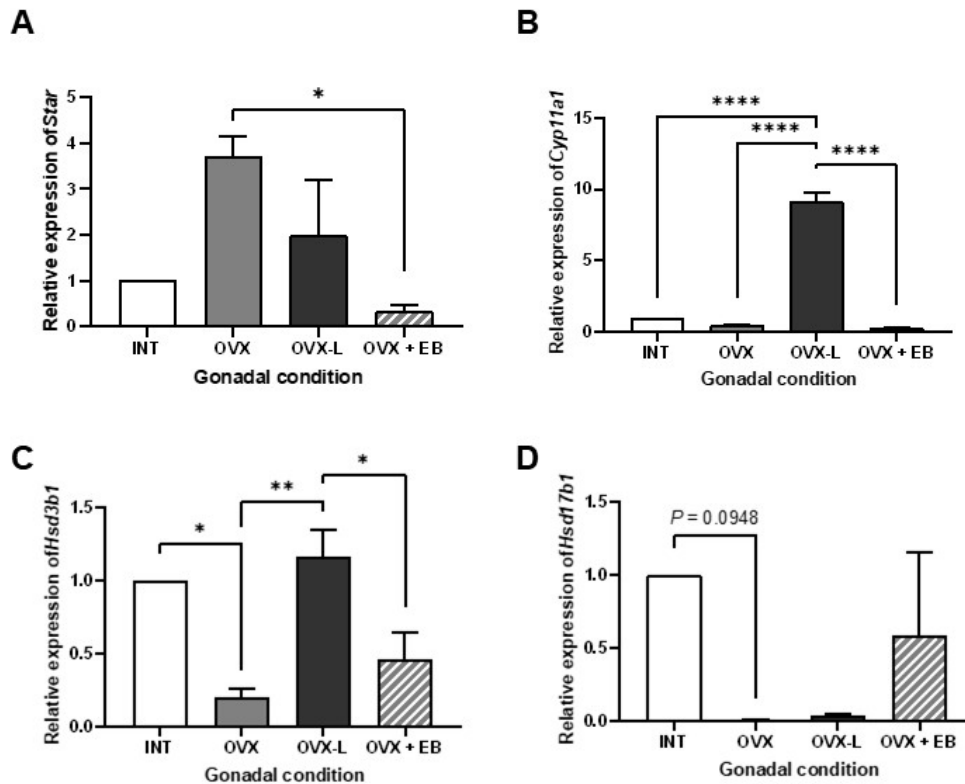 A
Relative expression of Star
5
4
3
2
1
0
*
INT OVX OVX-L OVX + EB
Gonadal condition
B
Relative expression of Cyp11a1
15
10
5
0
****
**** ****
INT OVX OVX-L OVX + EB
Gonadal condition
C
Relative expression of Hsd3b1
1.5
1.0
0.5
0.0
* ** *
INT OVX OVX-L OVX + EB
Gonadal condition
D
Relative expression of Hsd17b1
1.5
1.0
0.5
0.0
P = 0.0948
INT OVX OVX-L OVX + EB
Gonadal condition